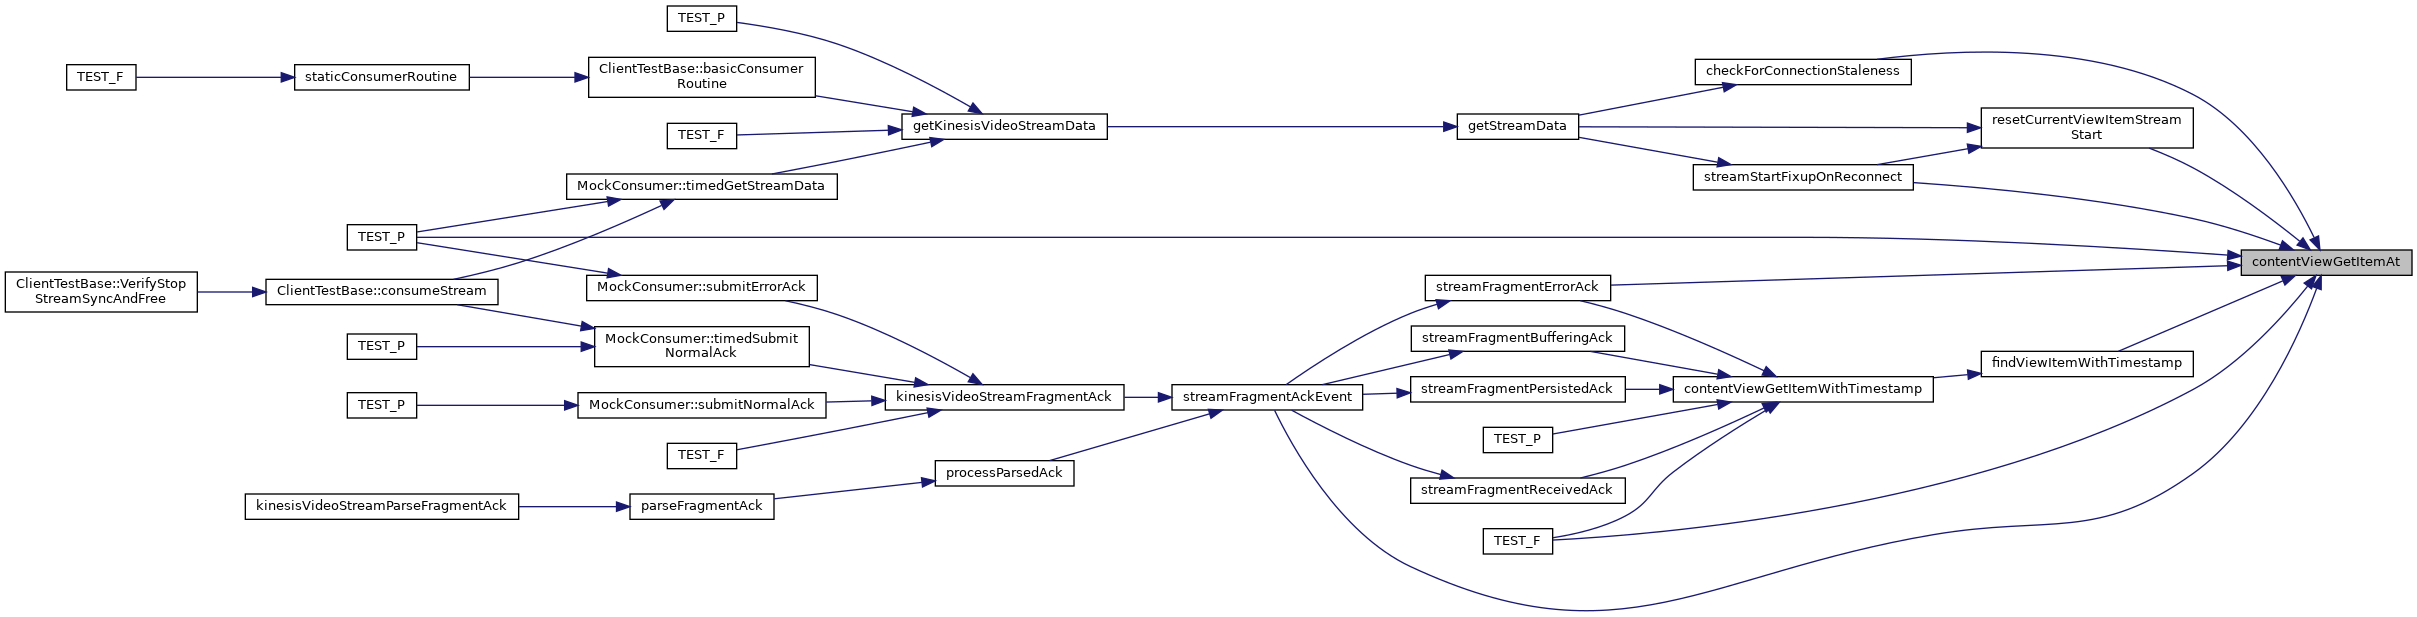 TEST_P
TEST_F
staticConsumerRoutine
ClientTestBase::basicConsumer
Routine
TEST_F
getKinesisVideoStreamData
MockConsumer::timedGetStreamData
getStreamData
checkForConnectionStaleness
resetCurrentViewItemStream
Start
streamStartFixupOnReconnect
contentViewGetItemAt
TEST_P
ClientTestBase::VerifyStop
StreamSyncAndFree
ClientTestBase::consumeStream
MockConsumer::submitErrorAck
MockConsumer::timedSubmit
NormalAck
TEST_P
TEST_P
MockConsumer::submitNormalAck
TEST_F
kinesisVideoStreamFragmentAck
kinesisVideoStreamParseFragmentAck
parseFragmentAck
processParsedAck
streamFragmentAckEvent
streamFragmentErrorAck
streamFragmentBufferingAck
streamFragmentPersistedAck
TEST_P
streamFragmentReceivedAck
TEST_F
contentViewGetItemWithTimestamp
findViewItemWithTimestamp